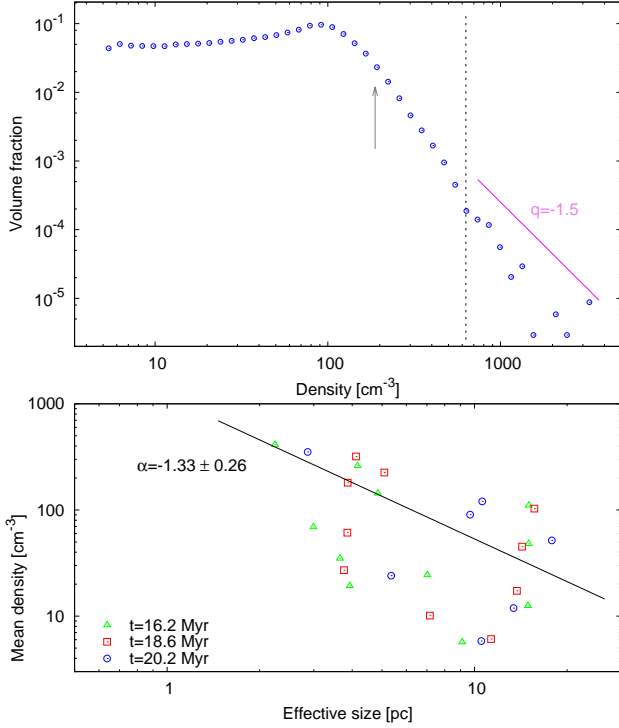 10^-1
10^-2
10^-3
10^-4
10^-5
Volume fraction
q=-1.5
10 100 1000
Density [cm^-3]
1000
100
10
Mean density [cm^-3]
α=-1.33 ± 0.26
t=16.2 Myr
t=18.6 Myr
t=20.2 Myr
1 10
Effective size [pc]